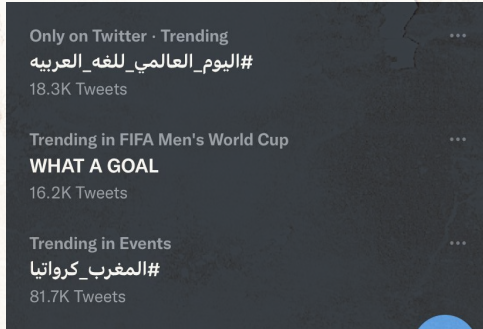 Only on Twitter · Trending
#اليوم_العالمي_للغه_العربيه
18.3K Tweets
Trending in FIFA Men's World Cup
WHAT A GOAL
16.2K Tweets
Trending in Events
#المغرب_كرواتيا
81.7K Tweets